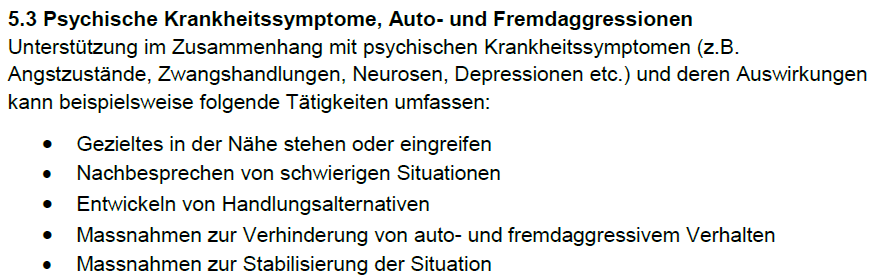 5.3 Psychische Krankheitssymptome, Auto- und Fremdaggressionen
Unterstützung im Zusammenhang mit psychischen Krankheitssymptomen (z.B.
Angstzustände, Zwangshandlungen, Neurosen, Depressionen etc.) und deren Auswirkungen
kann beispielsweise folgende Tätigkeiten umfassen:
• Gezieltes in der Nähe stehen oder eingreifen
• Nachbesprechen von schwierigen Situationen
• Entwickeln von Handlungsalternativen
• Massnahmen zur Verhinderung von auto- und fremdaggressivem Verhalten
• Massnahmen zur Stabilisierung der Situation